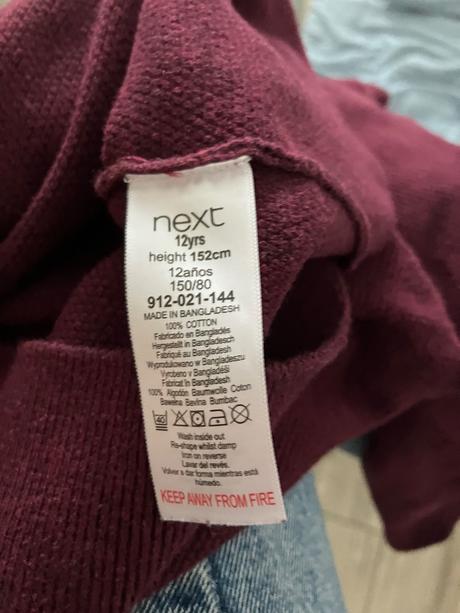 next
12yrs
height 152cm
12años
150/80
912-021-144
MADE IN BANGLADESH
100% COTTON
Fabricado en Bangladés
Hergestellt in Bangladesch
Fabriqué au Bangladesh
Wyprodukowano w Bangladeszu
Vyrobeno v Bangladéši
Fabricat în Bangladesh
100% Algodón Baumwolle Coton
Bawełna Bavlna Bumbac
40
Wash inside out
Re-shape whilst damp
Iron on reverse
Lavar del revés.
Volver a dar forma mientras está
húmedo.
KEEP AWAY FROM FIRE